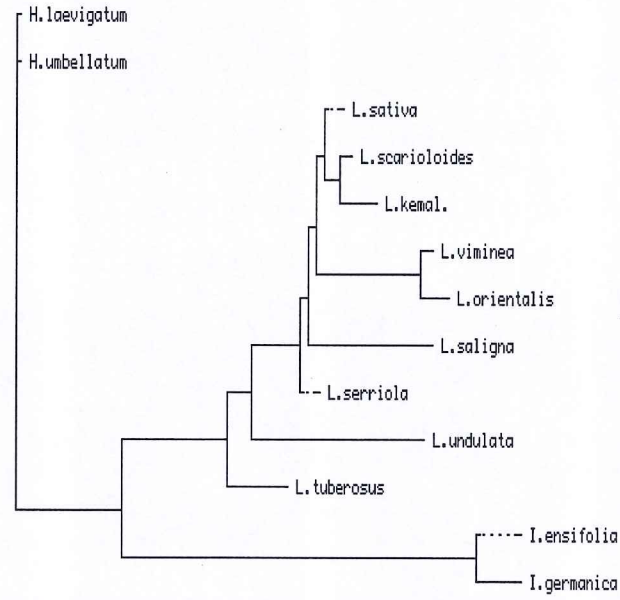 H.laevigatum
H.umbellatum
L.sativa
L.scarioloides
L.kemal.
L.viminea
L.orientalis
L.saligna
L.serriola
L.undulata
L.tuberosus
I.ensifolia
I.germanica